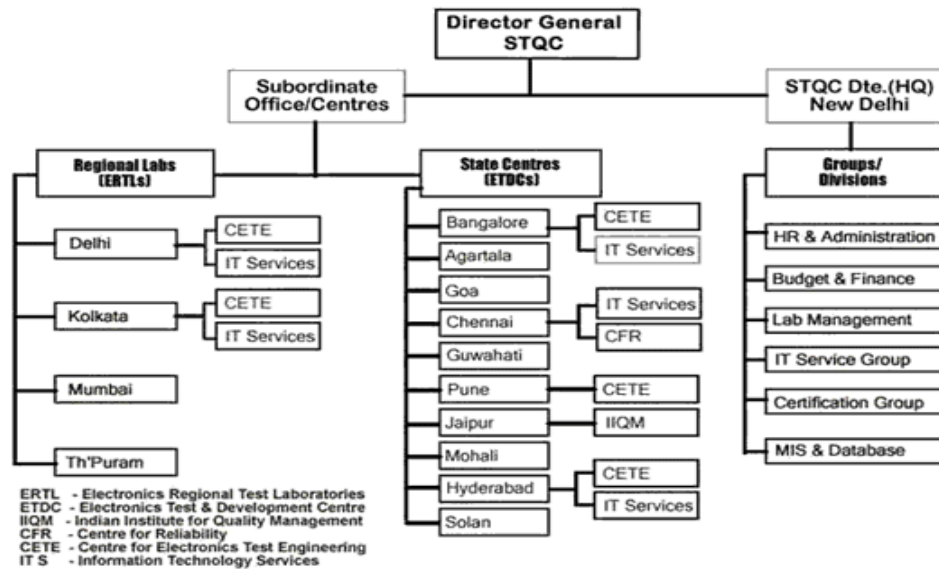 Director General
STQC
Subordinate
Office/Centres
STQC Dte.(HQ)
New Delhi
Regional Labs
(ERTLs)
State Centres
(ETDCs)
Groups/
Divisions
Delhi
CETE
IT Services
Kolkata
CETE
IT Services
Mumbai
Th'Puram
Bangalore
CETE
IT Services
Agartala
Goa
Chennai
IT Services
CFR
Guwahati
Pune
CETE
Jaipur
IIQM
Mohali
Hyderabad
CETE
IT Services
Solan
HR & Administration
Budget & Finance
Lab Management
IT Service Group
Certification Group
MIS & Database
ERTL - Electronics Regional Test Laboratories
ETDC - Electronics Test & Development Centre
IIQM - Indian Institute for Quality Management
CFR - Centre for Reliability
CETE - Centre for Electronics Test Engineering
IT S - Information Technology Services